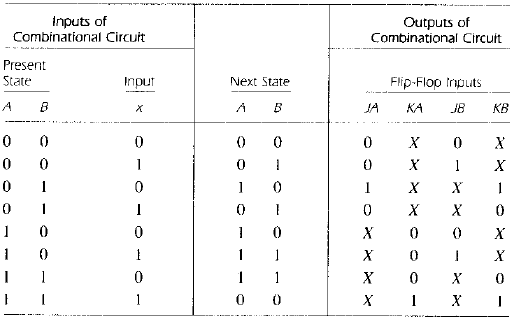 Inputs of Outputs of
Combinational Circuit Combinational Circuit
Present
State Input Next State Flip-Flop Inputs
A B x A B JA KA JB KB
0 0 0 0 0 0 X 0 X
0 0 1 0 1 0 X 1 X
0 1 0 1 0 1 X X 1
0 1 1 0 1 0 X X 0
1 0 0 1 0 X 0 0 X
1 0 1 1 1 X 0 1 X
1 1 0 1 1 X 0 X 0
1 1 1 0 0 X 1 X 1